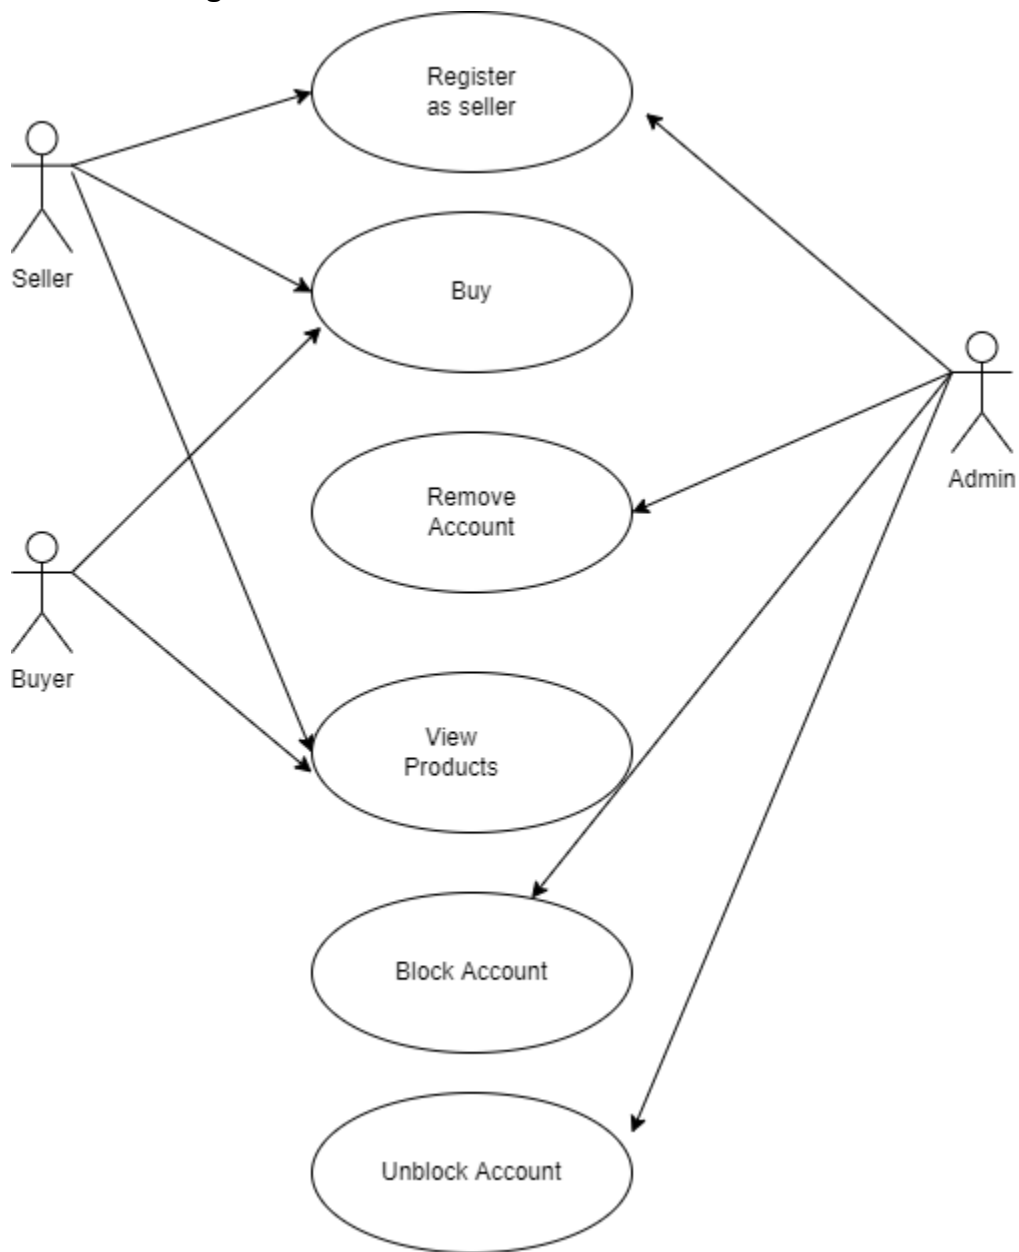 Register
as seller
Seller
Buy
Admin
Remove
Account
Buyer
View
Products
Block Account
Unblock Account